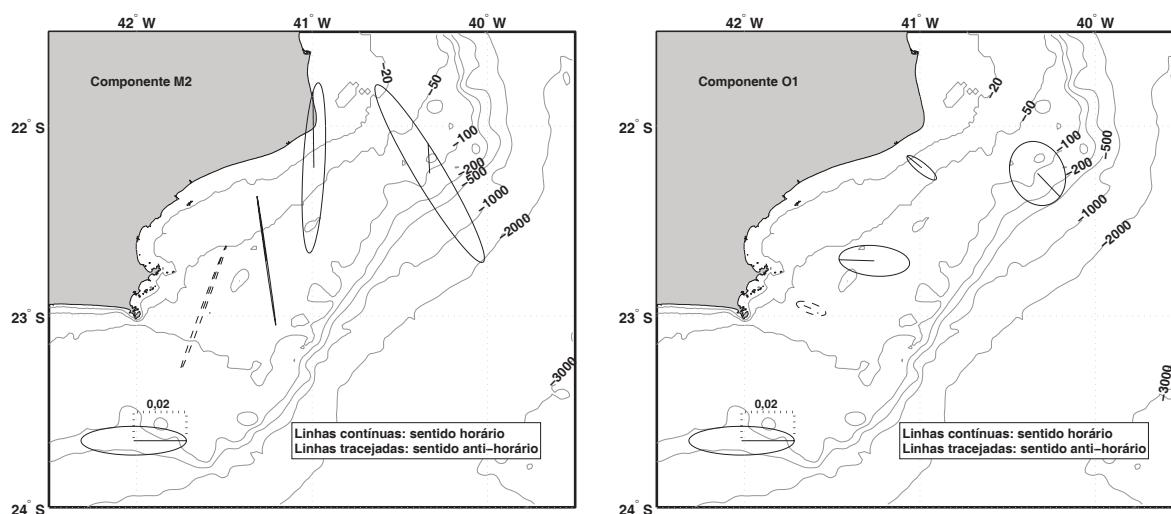 42° W
41° W
40° W
Componente M2
−20
−50
−100
−200
−500
−1000
−2000
−3000
22° S
23° S
24° S
0,02
Linhas contínuas: sentido horário
Linhas tracejadas: sentido anti−horário
42° W
41° W
40° W
Componente O1
−20
−50
−100
−200
−500
−1000
−2000
−3000
22° S
23° S
24° S
0,02
Linhas contínuas: sentido horário
Linhas tracejadas: sentido anti−horário